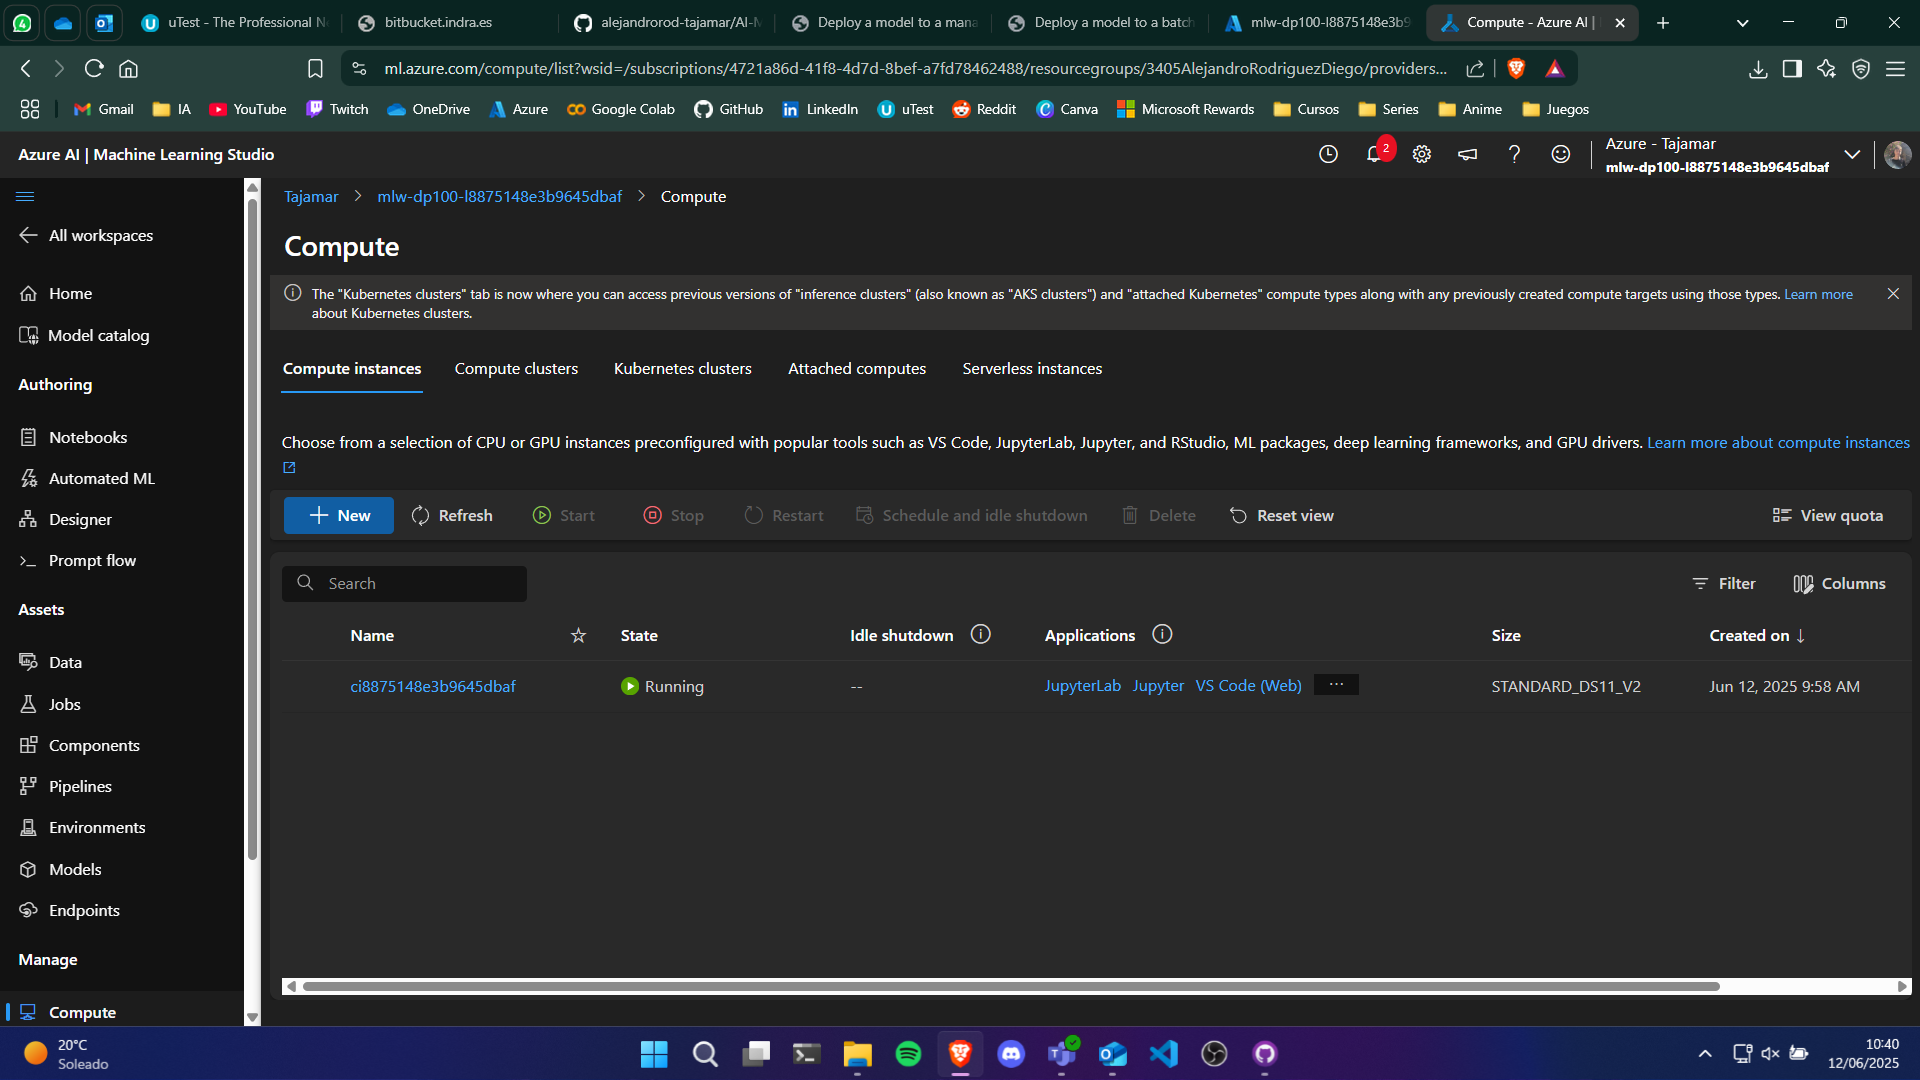 uTest - The Professional N
bitbucket.indra.es
alejandrorod-tajamar/AI-M
Deploy a model to a mana
Deploy a model to a batch
mlw-dp100-l8875148e3b9
Compute - Azure AI |
ml.azure.com/compute/list?wsid=/subscriptions/4721a86d-41f8-4d7d-8bef-a7fd78462488/resourcegroups/3405AlejandroRodriguezDiego/providers...
Gmail
IA
YouTube
Twitch
OneDrive
Azure
Google Colab
GitHub
LinkedIn
uTest
Reddit
Canva
Microsoft Rewards
Cursos
Series
Anime
Juegos
Azure AI | Machine Learning Studio
2
Azure - Tajamar
mlw-dp100-l8875148e3b9645dbaf
All workspaces
Home
Model catalog
Authoring
Notebooks
Automated ML
Designer
Prompt flow
Assets
Data
Jobs
Components
Pipelines
Environments
Models
Endpoints
Manage
Compute
Tajamar > mlw-dp100-l8875148e3b9645dbaf > Compute
Compute
The "Kubernetes clusters" tab is now where you can access previous versions of "inference clusters" (also known as "AKS clusters") and "attached Kubernetes" compute types along with any previously created compute targets using those types. Learn more
about Kubernetes clusters.
Compute instances
Compute clusters
Kubernetes clusters
Attached computes
Serverless instances
Choose from a selection of CPU or GPU instances preconfigured with popular tools such as VS Code, JupyterLab, Jupyter, and RStudio, ML packages, deep learning frameworks, and GPU drivers. Learn more about compute instances
New
Refresh
Start
Stop
Restart
Schedule and idle shutdown
Delete
Reset view
View quota
Search
Filter
Columns
Name
State
Idle shutdown
Applications
Size
Created on ↓
ci8875148e3b9645dbaf
Running
--
JupyterLab
Jupyter
VS Code (Web)
...
STANDARD_DS11_V2
Jun 12, 2025 9:58 AM
20°C
Soleado
10:40
12/06/2025